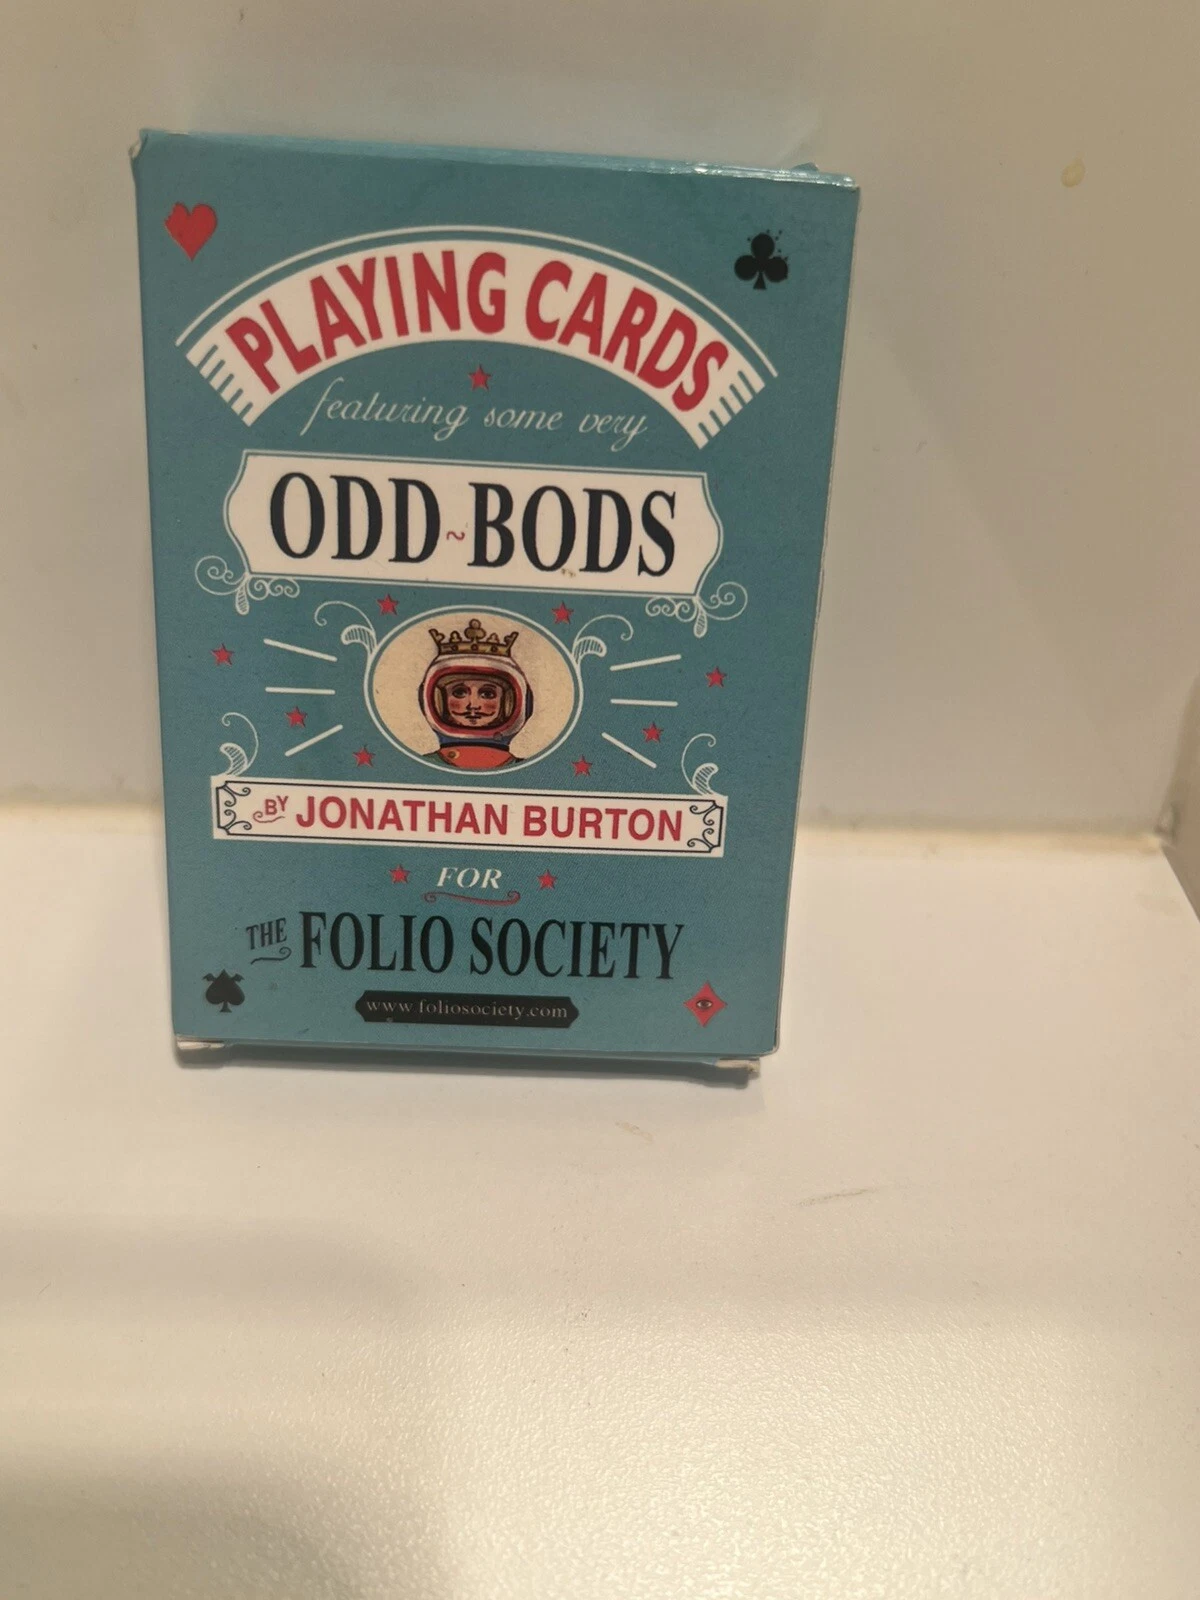 PLAYING CARDS
featuring some very
ODD~BODS
BY JONATHAN BURTON
FOR
THE FOLIO SOCIETY
www.foliosociety.com